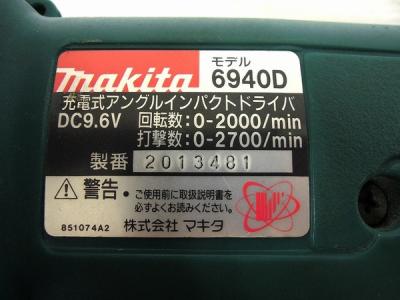 makita モデル 6940D
充電式アングルインパクトドライバ
DC9.6V 回転数:0-2000/min
打撃数:0-2700/min
製番 2013481
警告・ご使用前に取扱説明書を
必ずよくお読みください。
851074A2 株式会社 マキタ